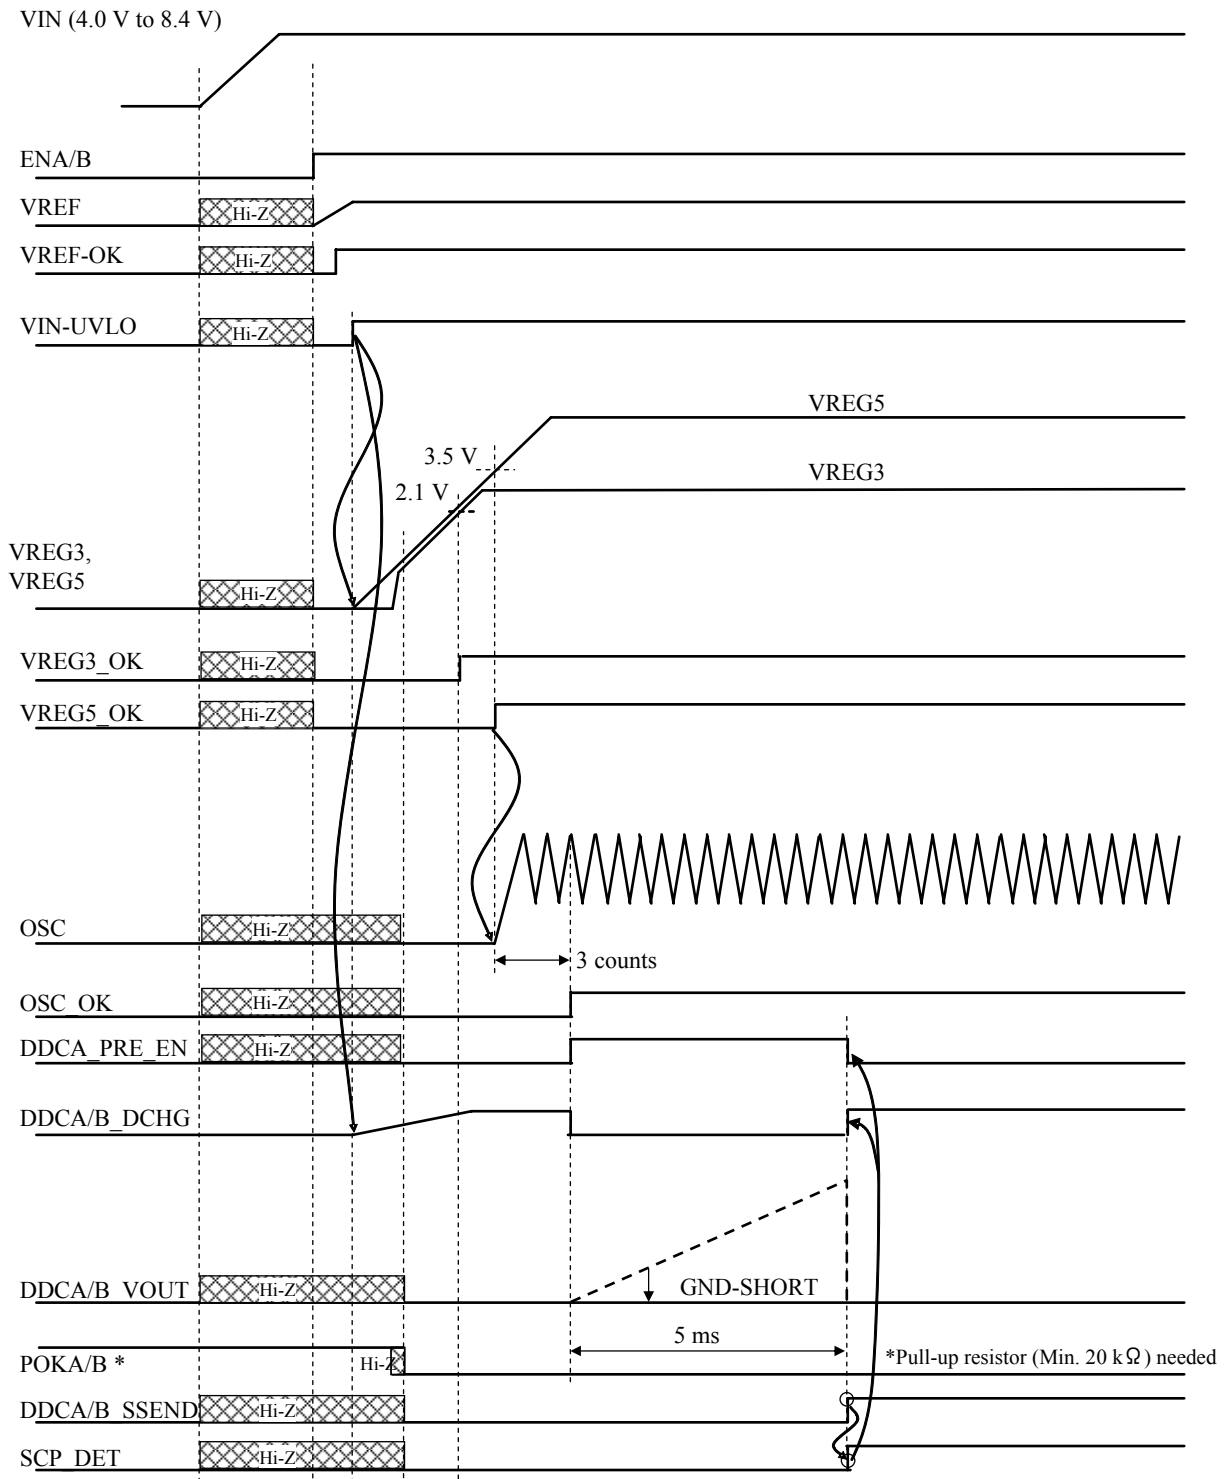 VIN (4.0 V to 8.4 V)
ENA/B
VREF
Hi-Z
VREF-OK
Hi-Z
VIN-UVLO
Hi-Z
VREG5
3.5 V
VREG3
2.1 V
VREG3,
VREG5
Hi-Z
VREG3_OK
Hi-Z
VREG5_OK
Hi-Z
OSC
Hi-Z
3 counts
OSC_OK
Hi-Z
DDCA_PRE_EN
Hi-Z
DDCA/B_DCHG
DDCA/B_VOUT
Hi-Z
GND-SHORT
5 ms
POKA/B *
Hi-Z
*Pull-up resistor (Min. 20 kΩ) needed
DDCA/B_SSEND
Hi-Z
SCP_DET
Hi-Z